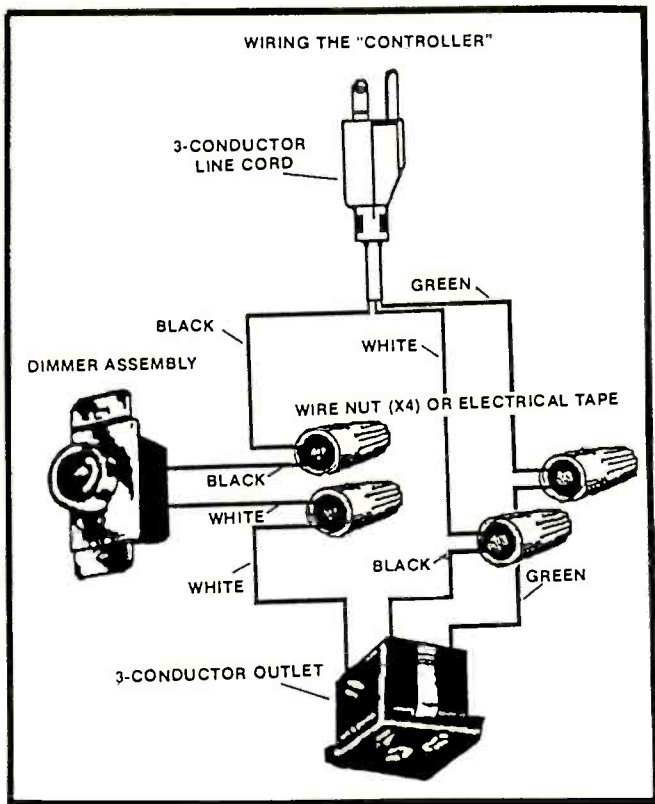 WIRING THE "CONTROLLER"
3-CONDUCTOR
LINE CORD
GREEN
BLACK
WHITE
DIMMER ASSEMBLY
WIRE NUT (X4) OR ELECTRICAL TAPE
BLACK
WHITE
BLACK
GREEN
WHITE
3-CONDUCTOR OUTLET